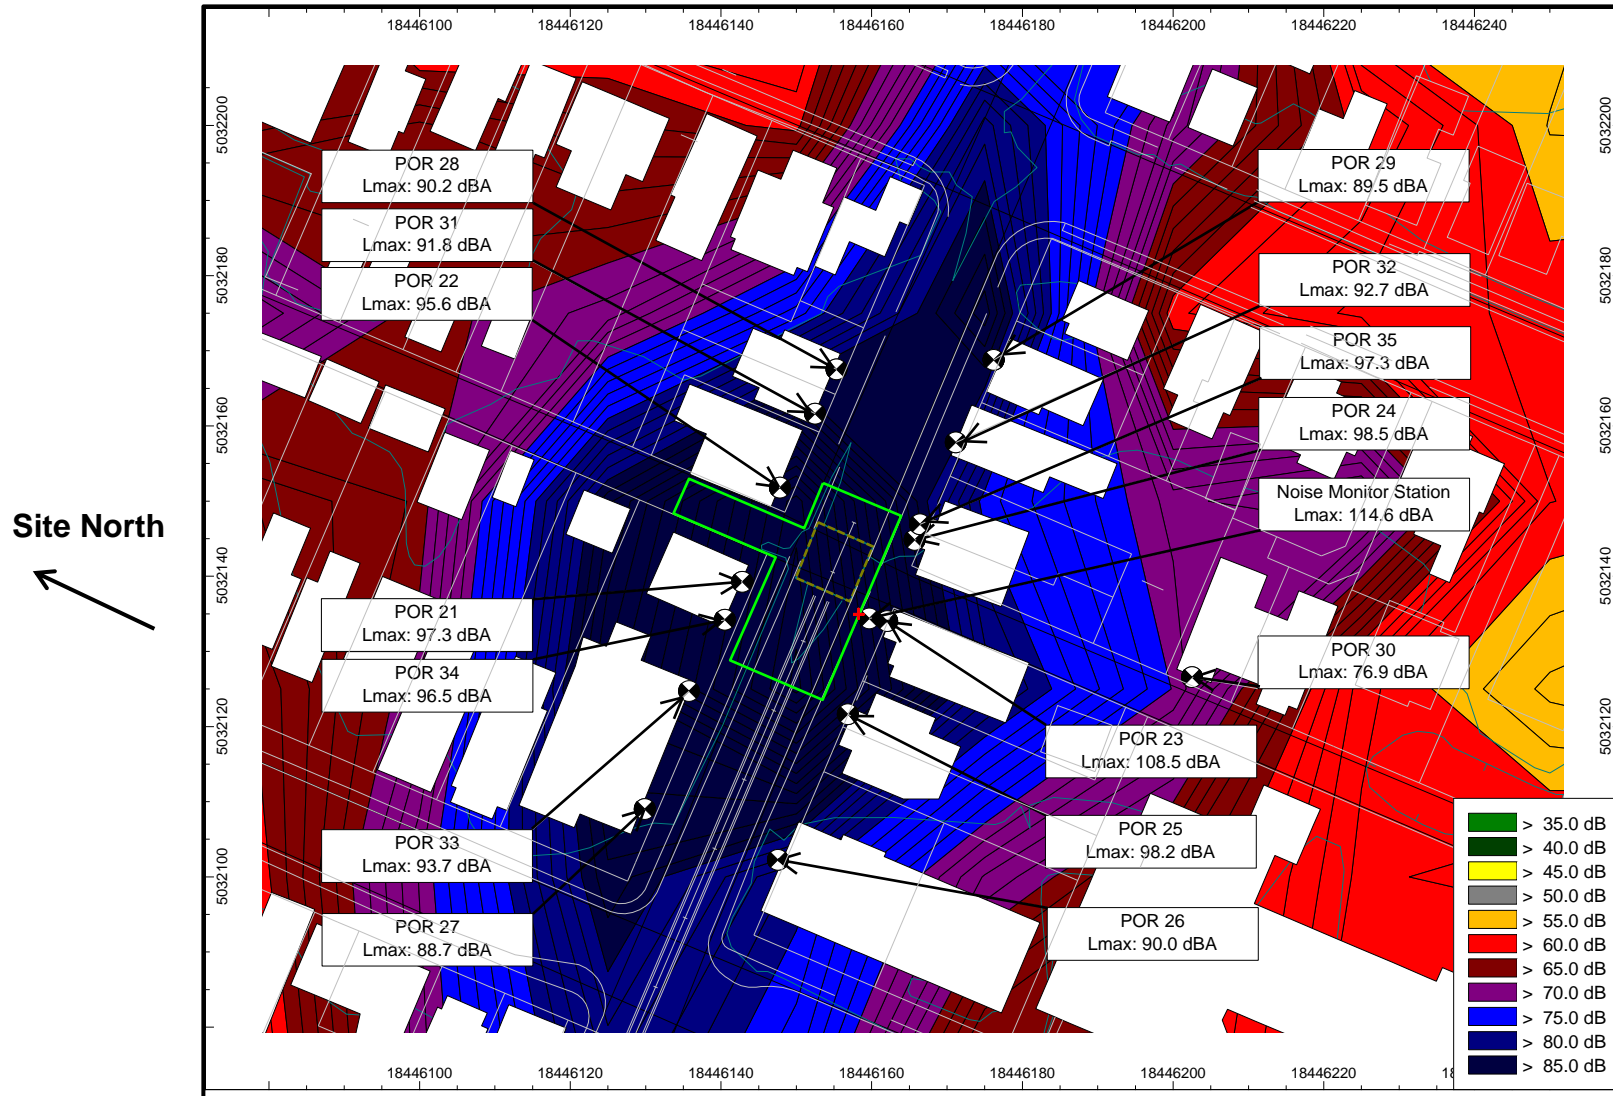 18446100 18446120 18446140 18446160 18446180 18446200 18446220 18446240
5032200 5032180 5032160 5032140 5032120 5032100
5032200 5032180 5032160 5032140 5032120
Site North
POR 28
Lmax: 90.2 dBA
POR 31
Lmax: 91.8 dBA
POR 22
Lmax: 95.6 dBA
POR 29
Lmax: 89.5 dBA
POR 32
Lmax: 92.7 dBA
POR 35
Lmax: 97.3 dBA
POR 24
Lmax: 98.5 dBA
Noise Monitor Station
Lmax: 114.6 dBA
POR 21
Lmax: 97.3 dBA
POR 34
Lmax: 96.5 dBA
POR 30
Lmax: 76.9 dBA
POR 23
Lmax: 108.5 dBA
POR 33
Lmax: 93.7 dBA
POR 25
Lmax: 98.2 dBA
POR 27
Lmax: 88.7 dBA
POR 26
Lmax: 90.0 dBA
> 35.0 dB
> 40.0 dB
> 45.0 dB
> 50.0 dB
> 55.0 dB
> 60.0 dB
> 65.0 dB
> 70.0 dB
> 75.0 dB
> 80.0 dB
> 85.0 dB
18446100 18446120 18446140 18446160 18446180 18446200 18446220